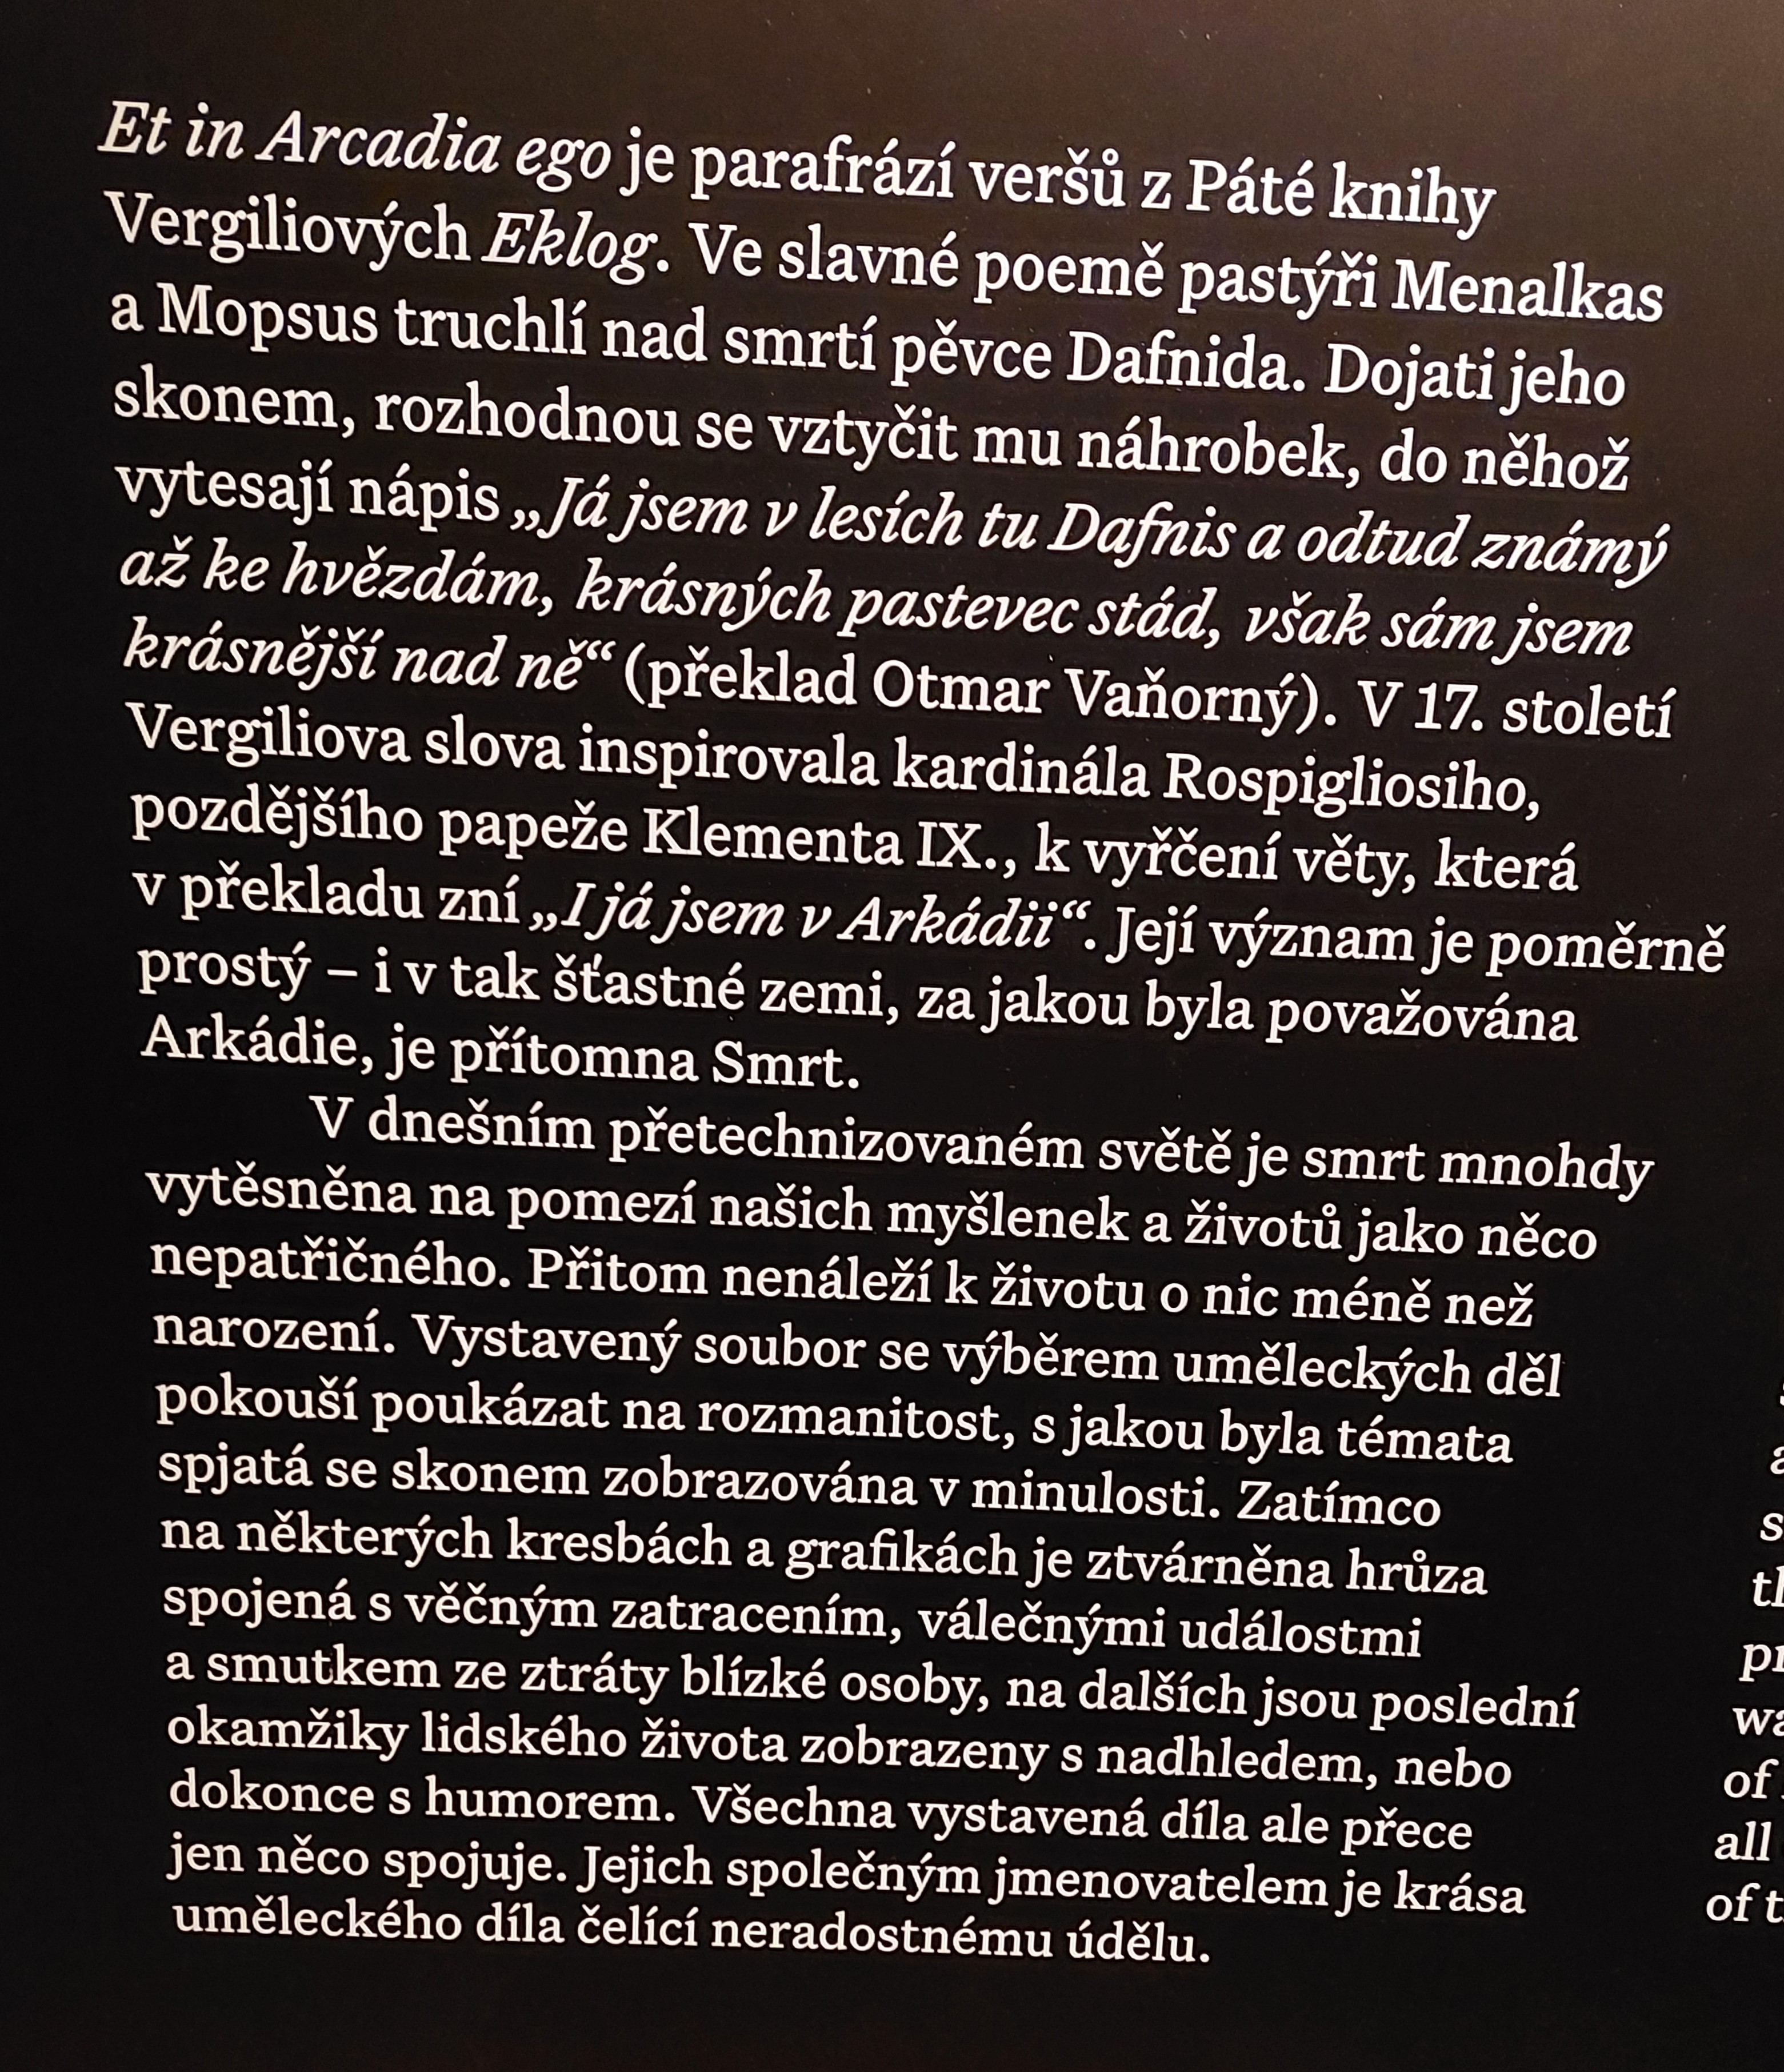 Et in Arcadia ego je parafrází veršů z Páté knihy
Vergiliových Eklog. Ve slavné poemě pastýři Menalkas
a Mopsus truchlí nad smrtí pěvce Dafnida. Dojati jeho
skonem, rozhodnou se vztyčit mu náhrobek, do něhož
vytesají nápis „Já jsem v lesích tu Dafnis a odtud známý
až ke hvězdám, krásných pastevec stád, však sám jsem
krásnější nad ně“ (překlad Otmar Vaňorný). V 17. století
Vergiliova slova inspirovala kardinála Rospigliosiho,
pozdějšího papeže Klementa IX., k vyřčení věty, která
v překladu zní „I já jsem v Arkádii“. Její význam je poměrně
prostý – i v tak šťastné zemi, za jakou byla považována
Arkádie, je přítomna Smrt.
V dnešním přetechnizovaném světě je smrt mnohdy
vytěsněna na pomezí našich myšlenek a životů jako něco
nepatřičného. Přitom nenáleží k životu o nic méně než
narození. Vystavený soubor se výběrem uměleckých děl
pokouší poukázat na rozmanitost, s jakou byla témata
spjatá se skonem zobrazována v minulosti. Zatímco
na některých kresbách a grafikách je ztvárněna hrůza
spojená s věčným zatracením, válečnými událostmi
a smutkem ze ztráty blízké osoby, na dalších jsou poslední
okamžiky lidského života zobrazeny s nadhledem, nebo
dokonce s humorem. Všechna vystavená díla ale přece
jen něco spojuje. Jejich společným jmenovatelem je krása
uměleckého díla čelící neradostnému údělu.
of
all
of